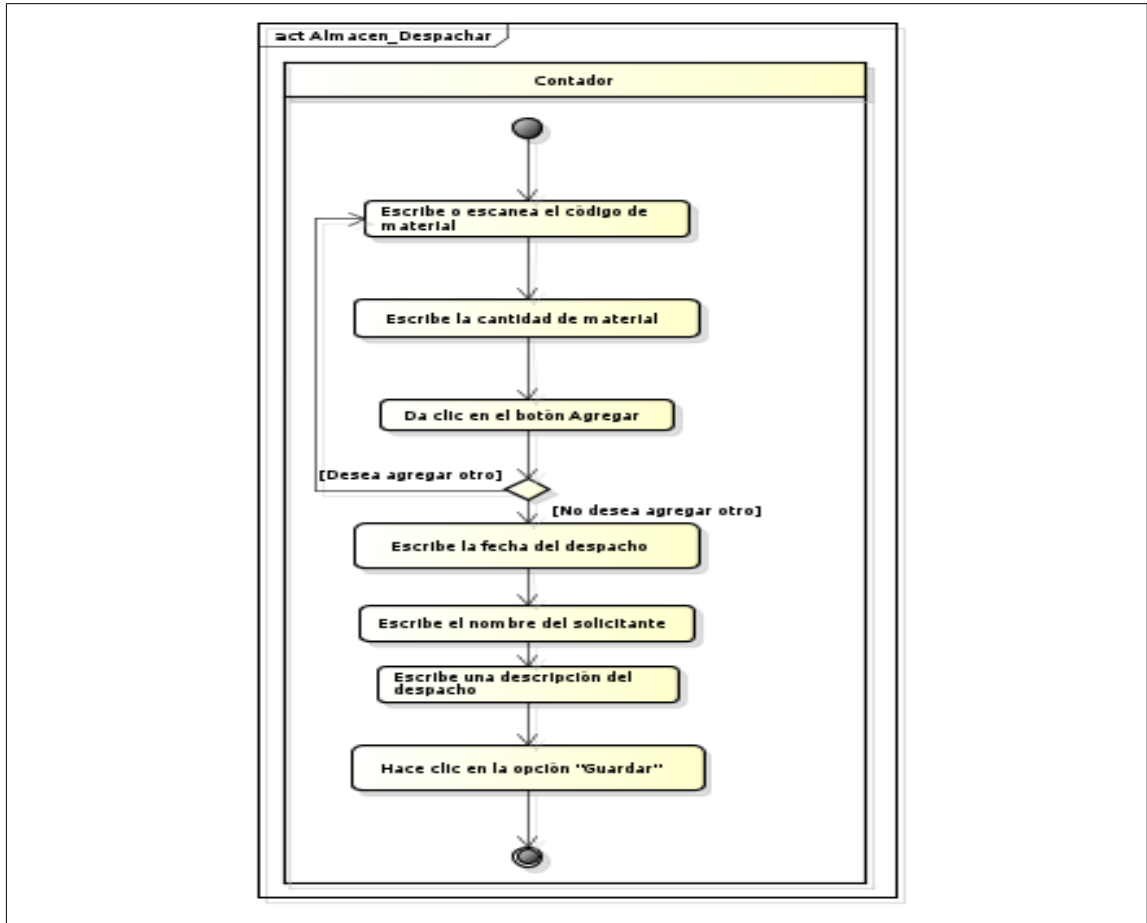 act Almacen_Despachar
Contador
Escribe o escanea el código de
material
Escribe la cantidad de material
Da clic en el botón Agregar
[Desea agregar otro]
[No desea agregar otro]
Escribe la fecha del despacho
Escribe el nombre del solicitante
Escribe una descripción del
despacho
Hace clic en la opción "Guardar"